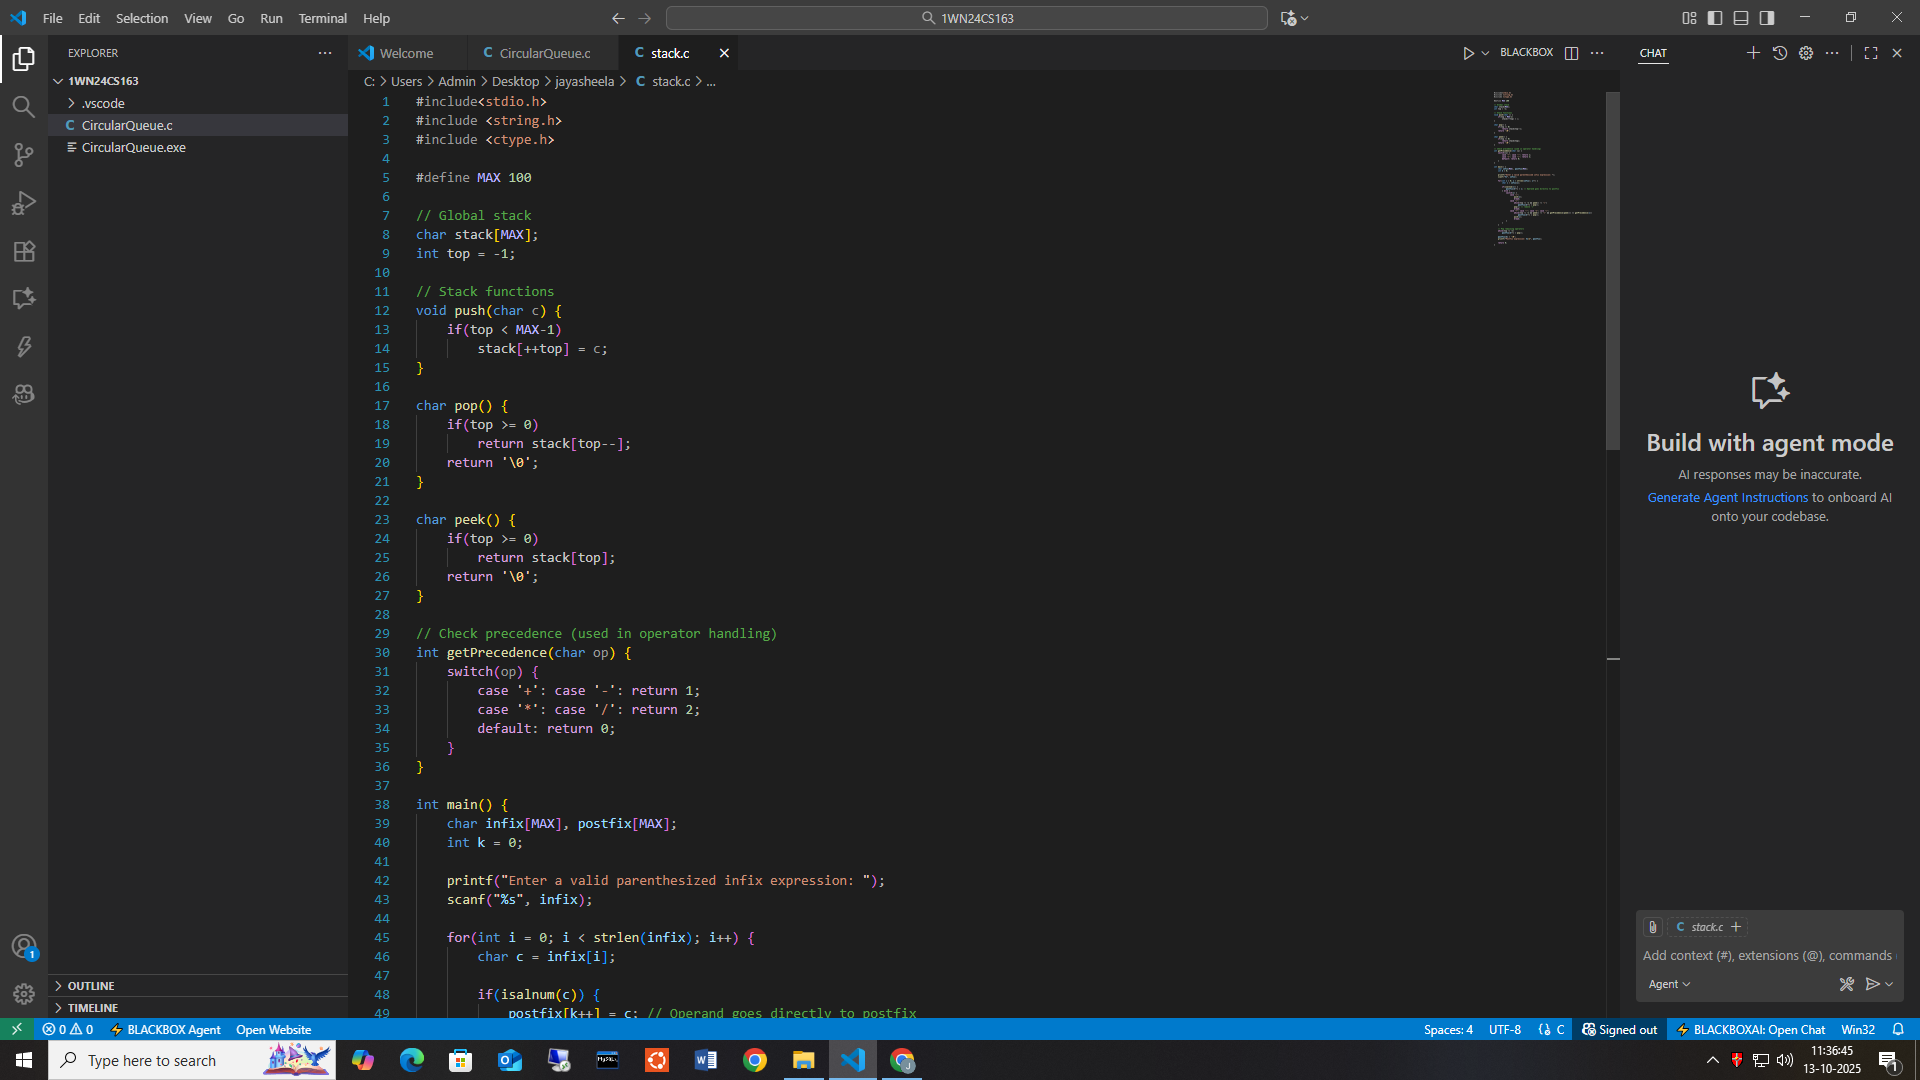 File Edit Selection View Go Run Terminal Help
1WN24CS163
EXPLORER
1WN24CS163
.vscode
C CircularQueue.c
CircularQueue.exe
OUTLINE
TIMELINE
Welcome
C CircularQueue.c
C stack.c
BLACKBOX
C: > Users > Admin > Desktop > jayasheela > C stack.c > ...
1 #include<stdio.h>
2 #include <string.h>
3 #include <ctype.h>
4
5 #define MAX 100
6
7 // Global stack
8 char stack[MAX];
9 int top = -1;
10
11 // Stack functions
12 void push(char c) {
13 if(top < MAX-1)
14 stack[++top] = c;
15 }
16
17 char pop() {
18 if(top >= 0)
19 return stack[top--];
20 return '\0';
21 }
22
23 char peek() {
24 if(top >= 0)
25 return stack[top];
26 return '\0';
27 }
28
29 // Check precedence (used in operator handling)
30 int getPrecedence(char op) {
31 switch(op) {
32 case '+': case '-': return 1;
33 case '*': case '/': return 2;
34 default: return 0;
35 }
36 }
37
38 int main() {
39 char infix[MAX], postfix[MAX];
40 int k = 0;
41
42 printf("Enter a valid parenthesized infix expression: ");
43 scanf("%s", infix);
44
45 for(int i = 0; i < strlen(infix); i++) {
46 char c = infix[i];
47
48 if(isalnum(c)) {
49 postfix[k++] = c; // Operand goes directly to postfix
CHAT
Build with agent mode
AI responses may be inaccurate.
Generate Agent Instructions to onboard AI
onto your codebase.
C stack.c +
Add context (#), extensions (@), commands
Agent
1
0 0 BLACKBOX Agent Open Website
Spaces: 4 UTF-8 {} C Signed out BLACKBOXAI: Open Chat Win32
Type here to search
MySQL
J
11:36:45
13-10-2025
1